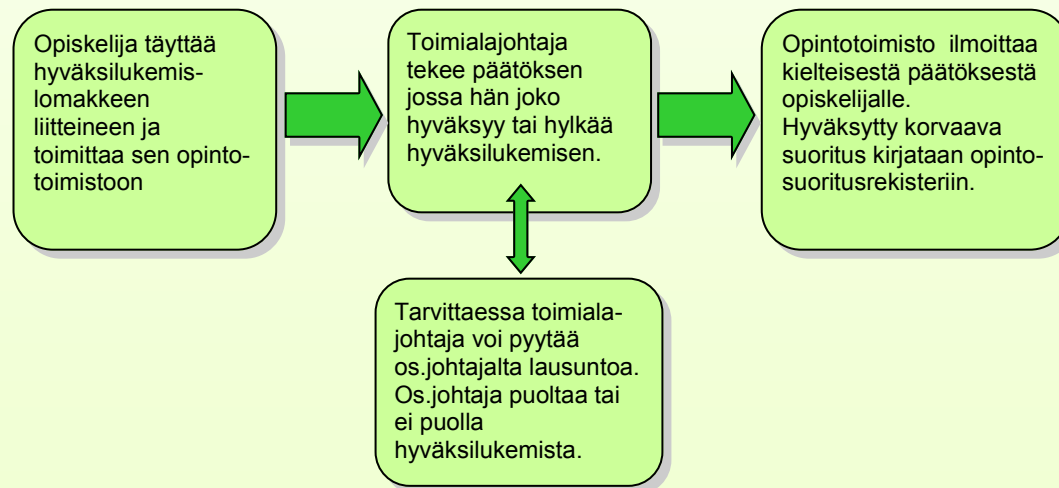 Opiskelija täyttää
hyväksilukemis-
lomakkeen
liitteineen ja
toimittaa sen opinto-
toimistoon
Toimialajohtaja
tekee päätöksen
jossa hän joko
hyväksyy tai hylkää
hyväksilukemisen.
Opintotoimisto ilmoittaa
kielteisestä päätöksestä
opiskelijalle.
Hyväksytty korvaava
suoritus kirjataan opinto-
suoritusrekisteriin.
Tarvittaessa toimiala-
johtaja voi pyytää
os.johtajalta lausuntoa.
Os.johtaja puoltaa tai
ei puolla
hyväksilukemista.